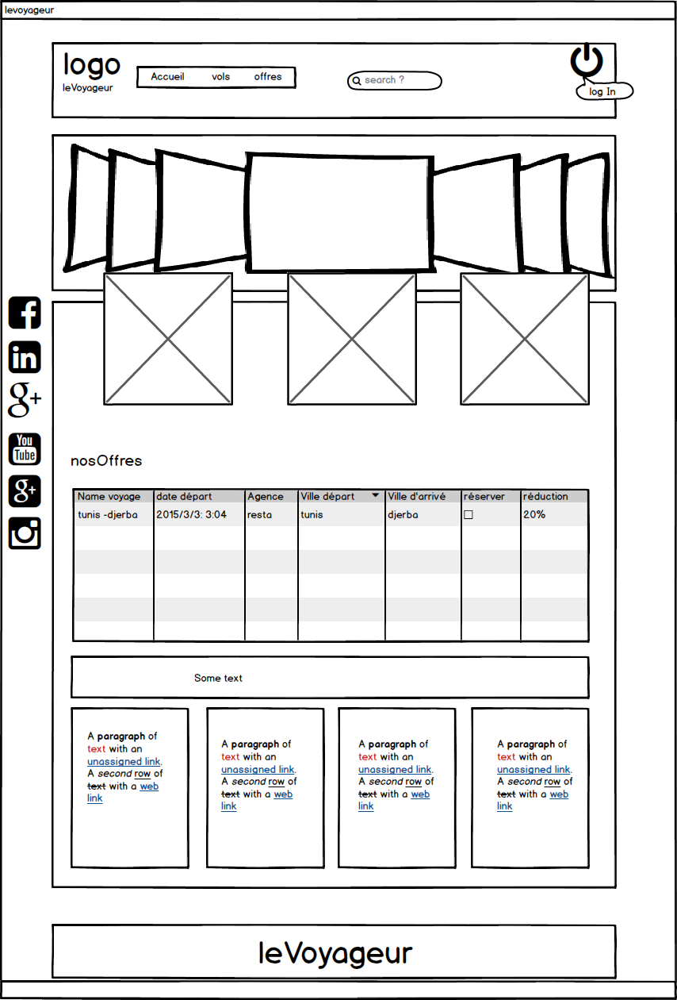 levoyageur
logo
leVoyageur
Accueil vols offres
search ?
log In
You
Tube
nosOffres
Name voyage date départ Agence Ville départ Ville d'arrivé réserver réduction
tunis -djerba 2015/3/3: 3:04 resta tunis djerba 20%
Some text
A paragraph of
text with an
unassigned link.
A second row of
text with a web
link
A paragraph of
text with an
unassigned link.
A second row of
text with a web
link
A paragraph of
text with an
unassigned link.
A second row of
text with a web
link
A paragraph of
text with an
unassigned link.
A second row of
text with a web
link
leVoyageur